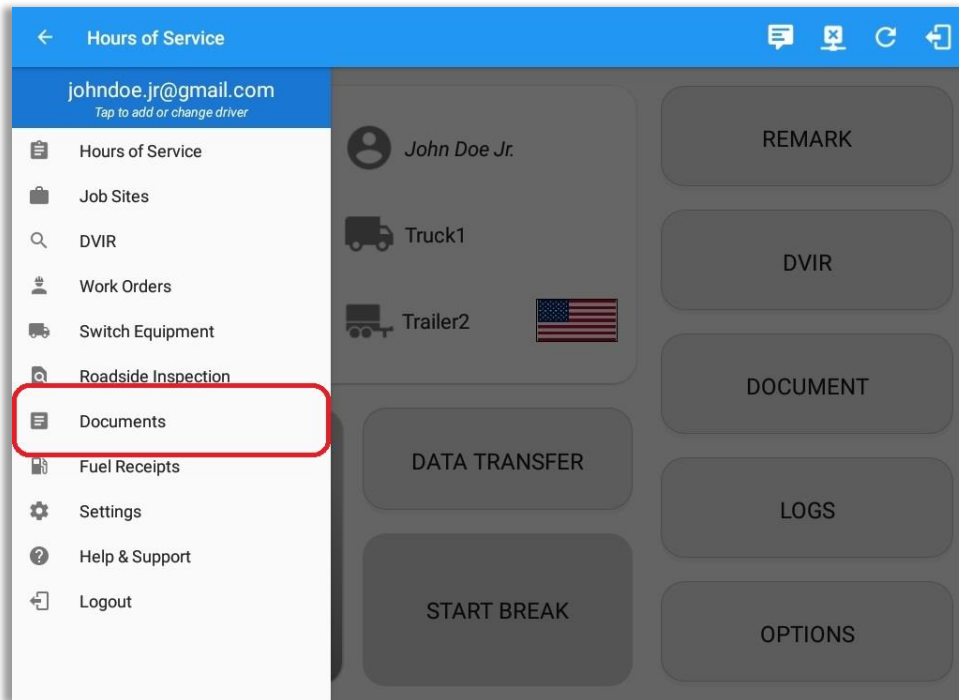 Hours of Service
johndoe.jr@gmail.com
Tap to add or change driver
Hours of Service
Job Sites
DVIR
Work Orders
Switch Equipment
Roadside Inspection
Documents
Fuel Receipts
Settings
Help & Support
Logout
John Doe Jr.
Truck1
Trailer2
DATA TRANSFER
START BREAK
REMARK
DVIR
DOCUMENT
LOGS
OPTIONS